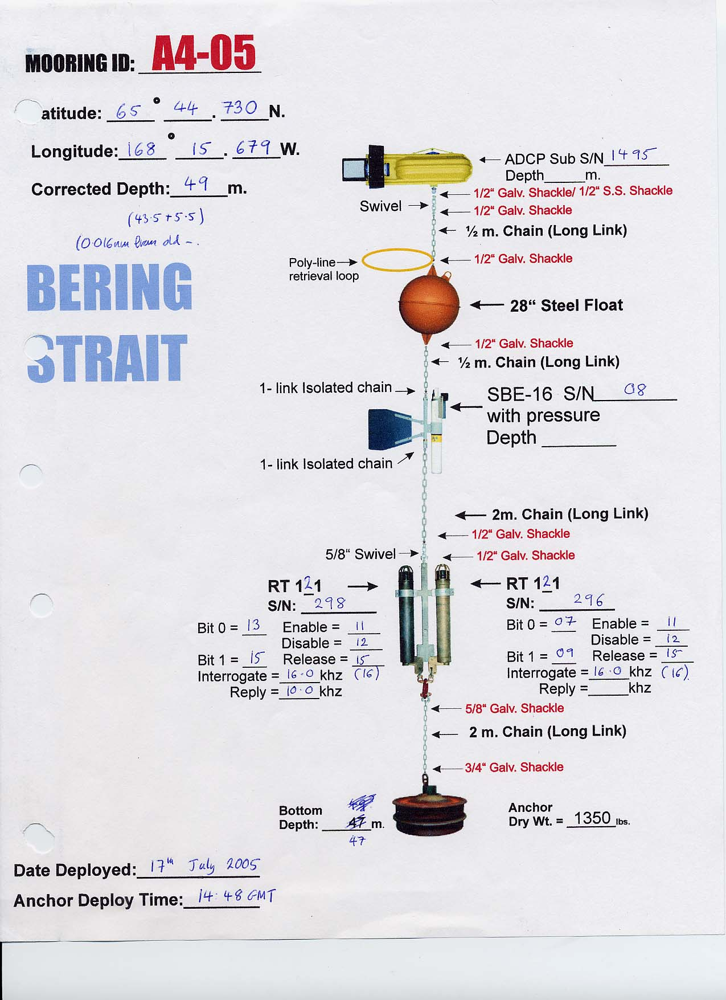 MOORING ID: A4-05
atitude: 65° 44.730 N.
Longitude: 168° 15.679 W.
Corrected Depth: 49 m.
(43.5+5.5)
(0.016nm from old -.
BERING
STRAIT
ADCP Sub S/N 1495
Depth_____m.
1/2" Galv. Shackle/ 1/2" S.S. Shackle
Swivel
1/2" Galv. Shackle
½ m. Chain (Long Link)
1/2" Galv. Shackle
Poly-line
retrieval loop
28" Steel Float
1/2" Galv. Shackle
½ m. Chain (Long Link)
1- link Isolated chain
SBE-16 S/N 08
with pressure
Depth ________
1- link Isolated chain
2m. Chain (Long Link)
1/2" Galv. Shackle
5/8" Swivel
1/2" Galv. Shackle
RT 121
S/N: 298
Bit 0 = 13 Enable = 11
Disable = 12
Bit 1 = 15 Release = 15
Interrogate = 16.0 khz (16)
Reply = 10.0 khz
RT 121
S/N: 296
Bit 0 = 07 Enable = 11
Disable = 12
Bit 1 = 09 Release = 15
Interrogate = 16.0 khz (16).
Reply =_____khz
5/8" Galv. Shackle
2 m. Chain (Long Link)
3/4" Galv. Shackle
Bottom
Depth: 47 m.
47
Anchor
Dry Wt. = 1350 lbs.
Date Deployed: 17th July 2005
Anchor Deploy Time: 14:48 GMT